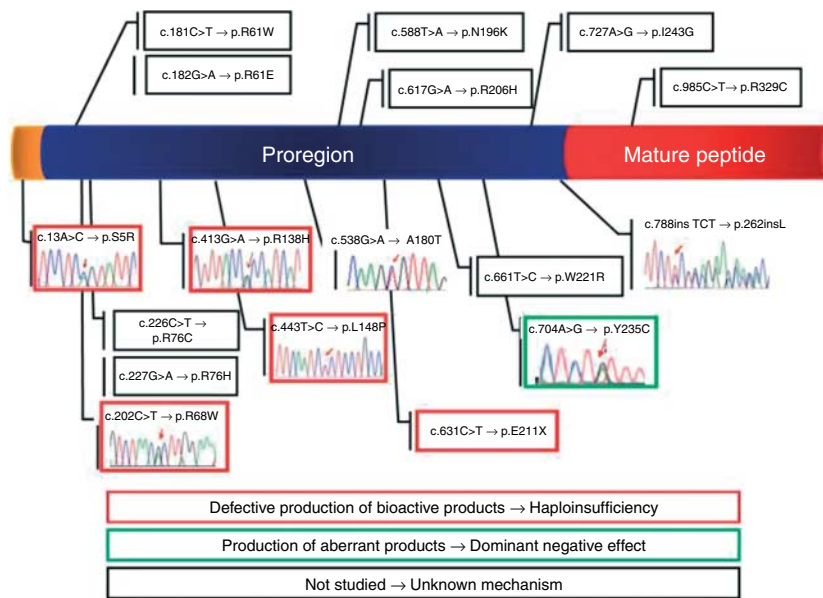 c.181C>T → p.R61W
c.588T>A → p.N196K
c.727A>G → p.I243G
c.182G>A → p.R61E
c.617G>A → p.R206H
c.985C>T → p.R329C
Proregion
Mature peptide
c.13A>C → p.S5R
c.413G>A → p.R138H
c.538G>A → A180T
c.788ins TCT → p.262insL
c.661T>C → p.W221R
c.226C>T →
p.R76C
c.443T>C → p.L148P
c.704A>G → p.Y235C
c.227G>A → p.R76H
c.202C>T → p.R68W
c.631C>T → p.E211X
Defective production of bioactive products → Haploinsufficiency
Production of aberrant products → Dominant negative effect
Not studied → Unknown mechanism